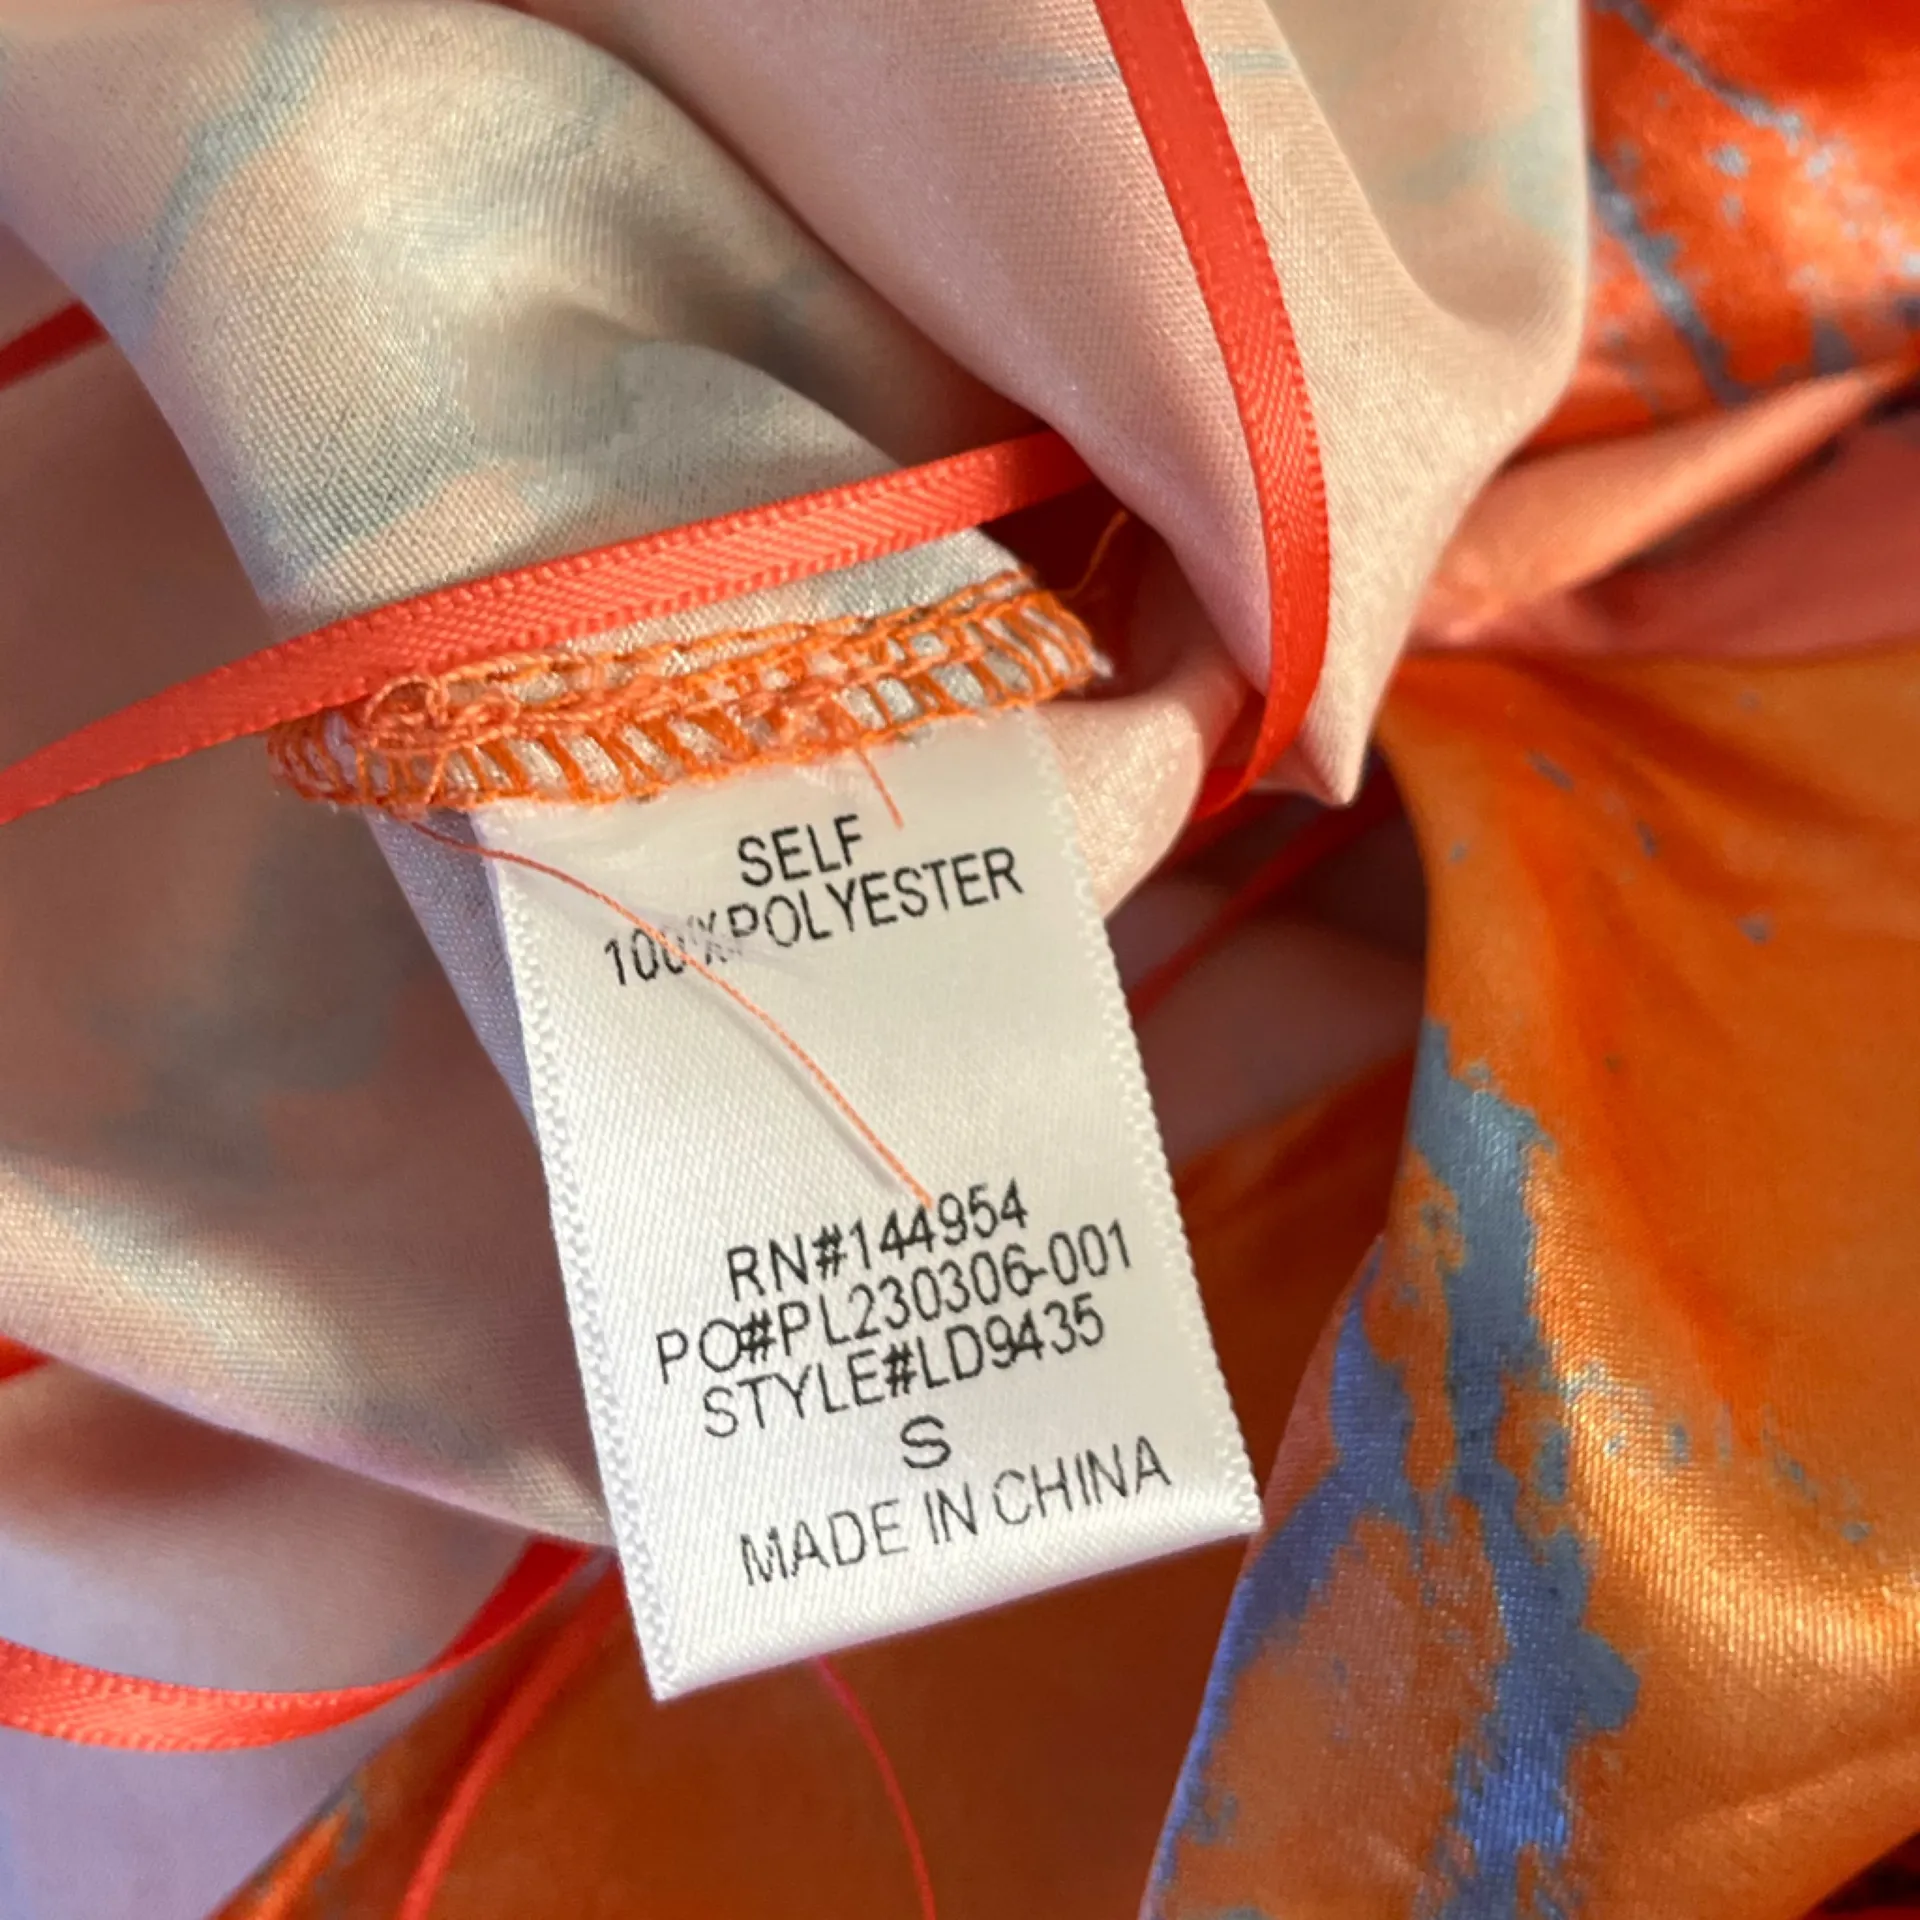 SELF
100%POLYESTER
RN#144954
PO#PL230306-001
STYLE#LD9435
S
MADE IN CHINA